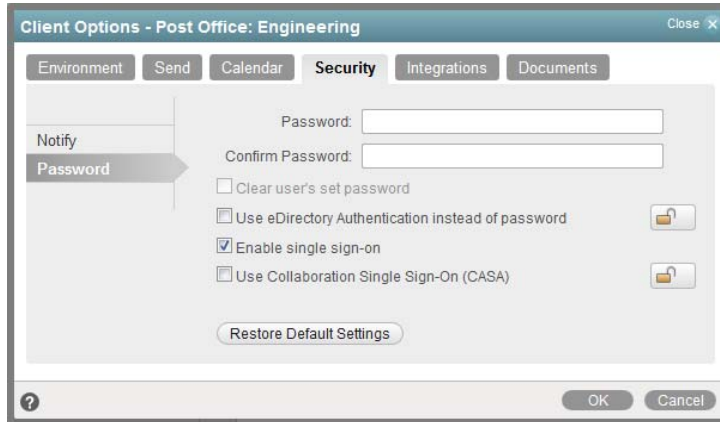 Client Options - Post Office: Engineering
Close
Environment Send Calendar Security Integrations Documents
Notify
Password
Password:
Confirm Password:
Clear user's set password
Use eDirectory Authentication instead of password
Enable single sign-on
Use Collaboration Single Sign-On (CASA)
Restore Default Settings
? OK Cancel